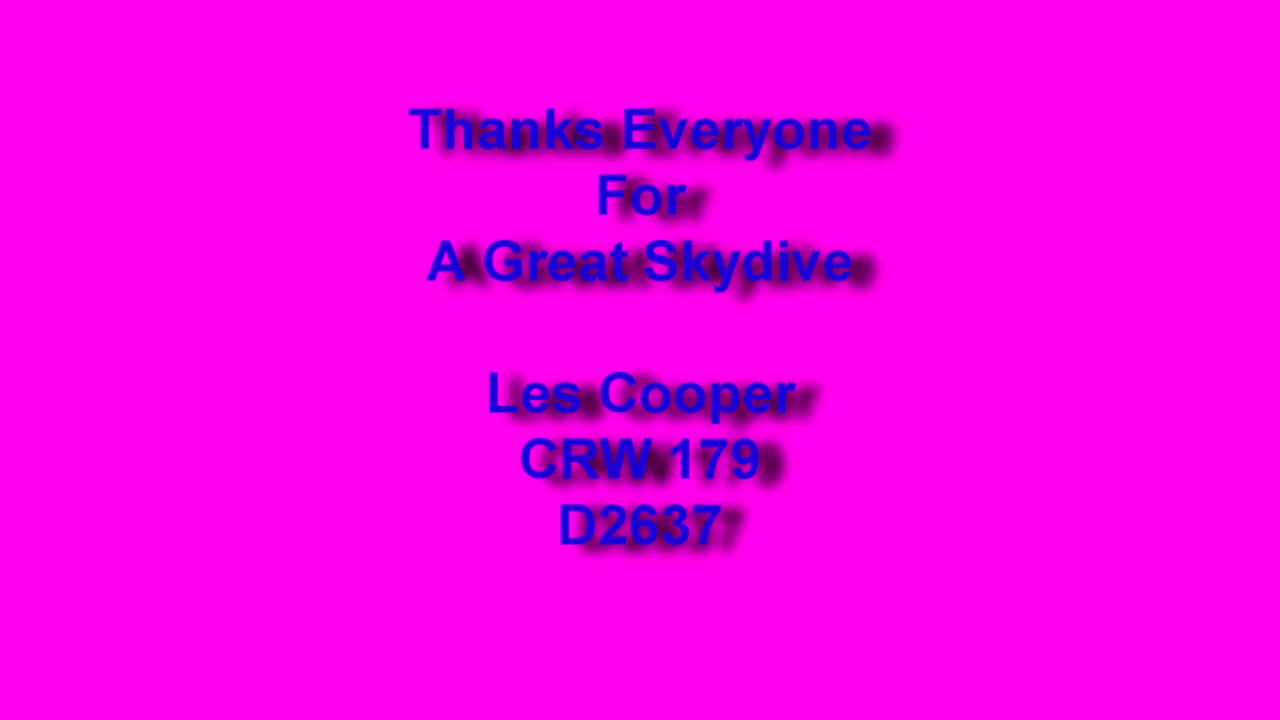 Thanks Everyone
For
A Great Skydive
Les Cooper
CRW 179
D2637